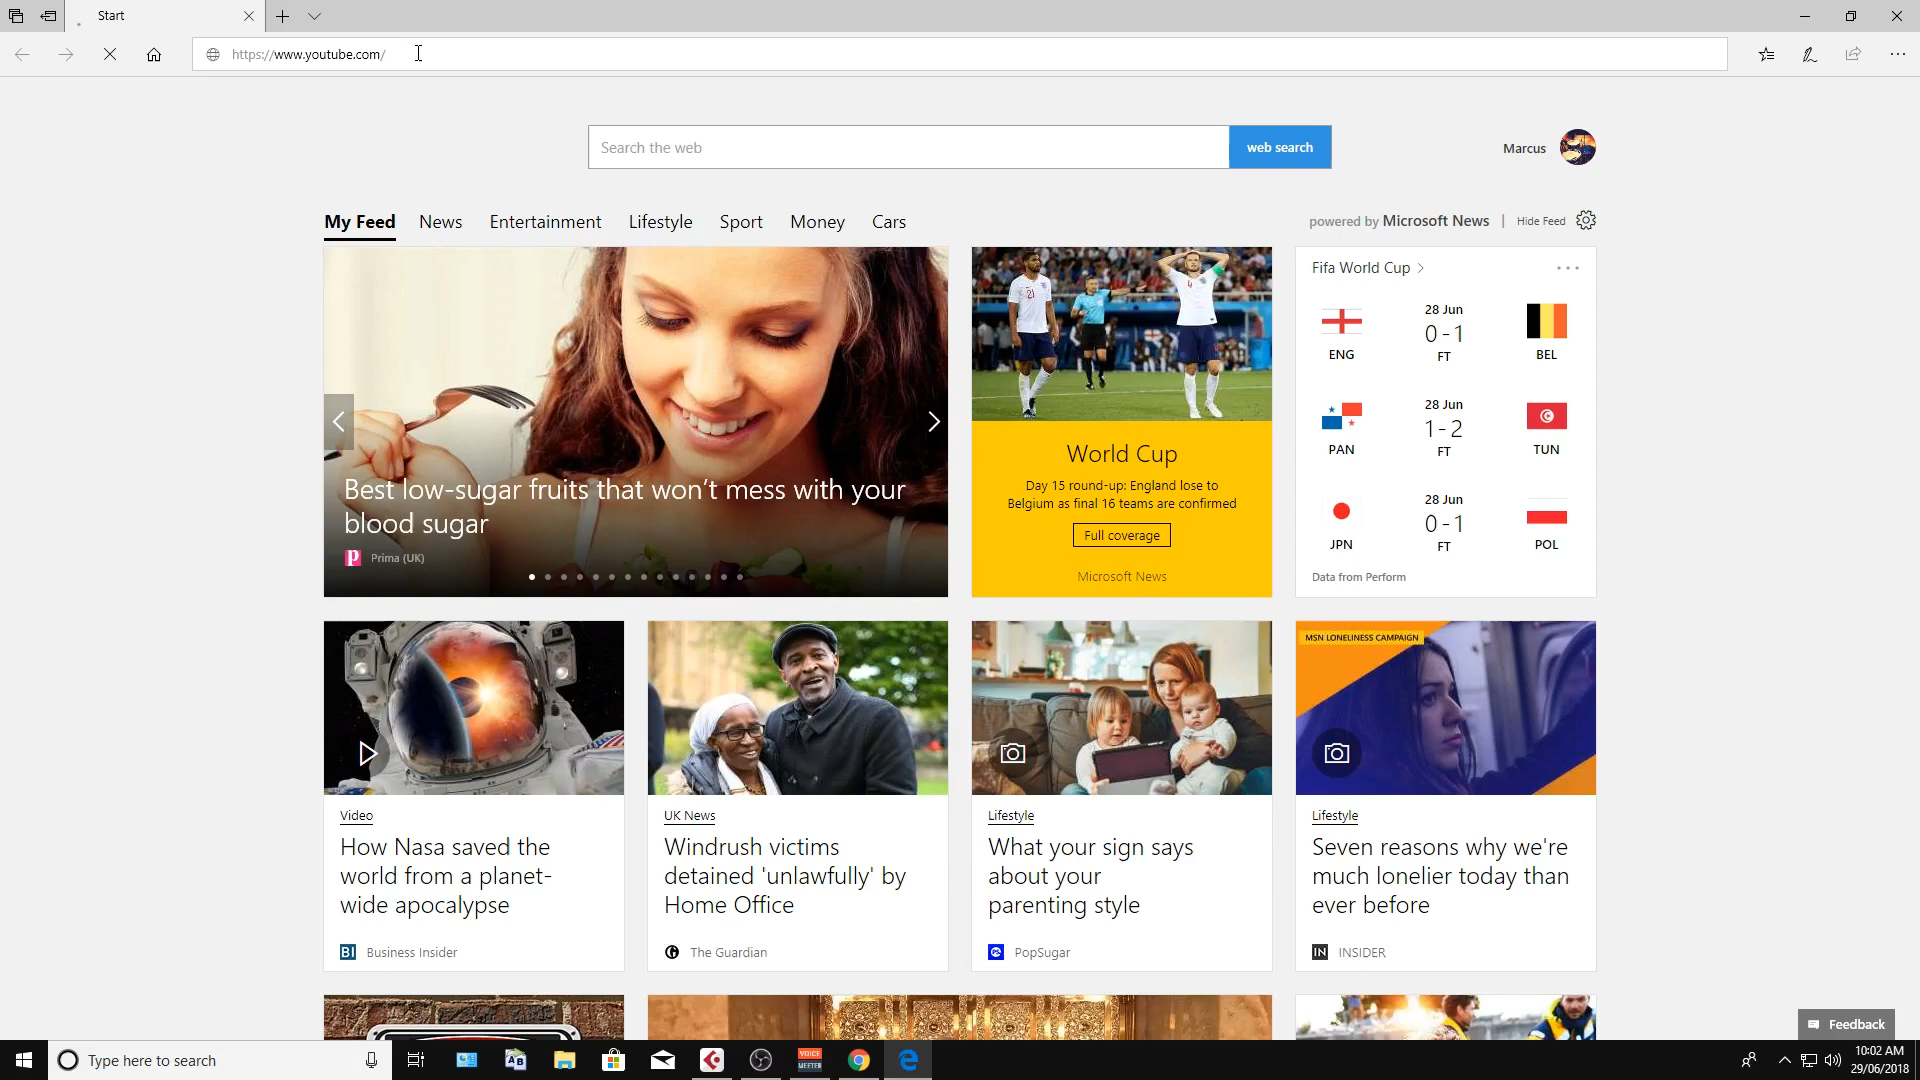 Start
https://www.youtube.com/
Search the web
web search
Marcus
My Feed
News
Entertainment
Lifestyle
Sport
Money
Cars
powered by Microsoft News | Hide Feed
Best low-sugar fruits that won’t mess with your
blood sugar
Prima (UK)
World Cup
Day 15 round-up: England lose to
Belgium as final 16 teams are confirmed
Full coverage
Microsoft News
Fifa World Cup
28 Jun
0 - 1
ENG
FT
BEL
28 Jun
1 - 2
PAN
FT
TUN
28 Jun
0 - 1
JPN
FT
POL
Data from Perform
Video
How Nasa saved the
world from a planet-
wide apocalypse
BI Business Insider
UK News
Windrush victims
detained 'unlawfully' by
Home Office
The Guardian
Lifestyle
What your sign says
about your
parenting style
PopSugar
MSN LONELINESS CAMPAIGN
Lifestyle
Seven reasons why we're
much lonelier today than
ever before
IN INSIDER
Feedback
Type here to search
VOICE
MEETER
10:02 AM
29/06/2018